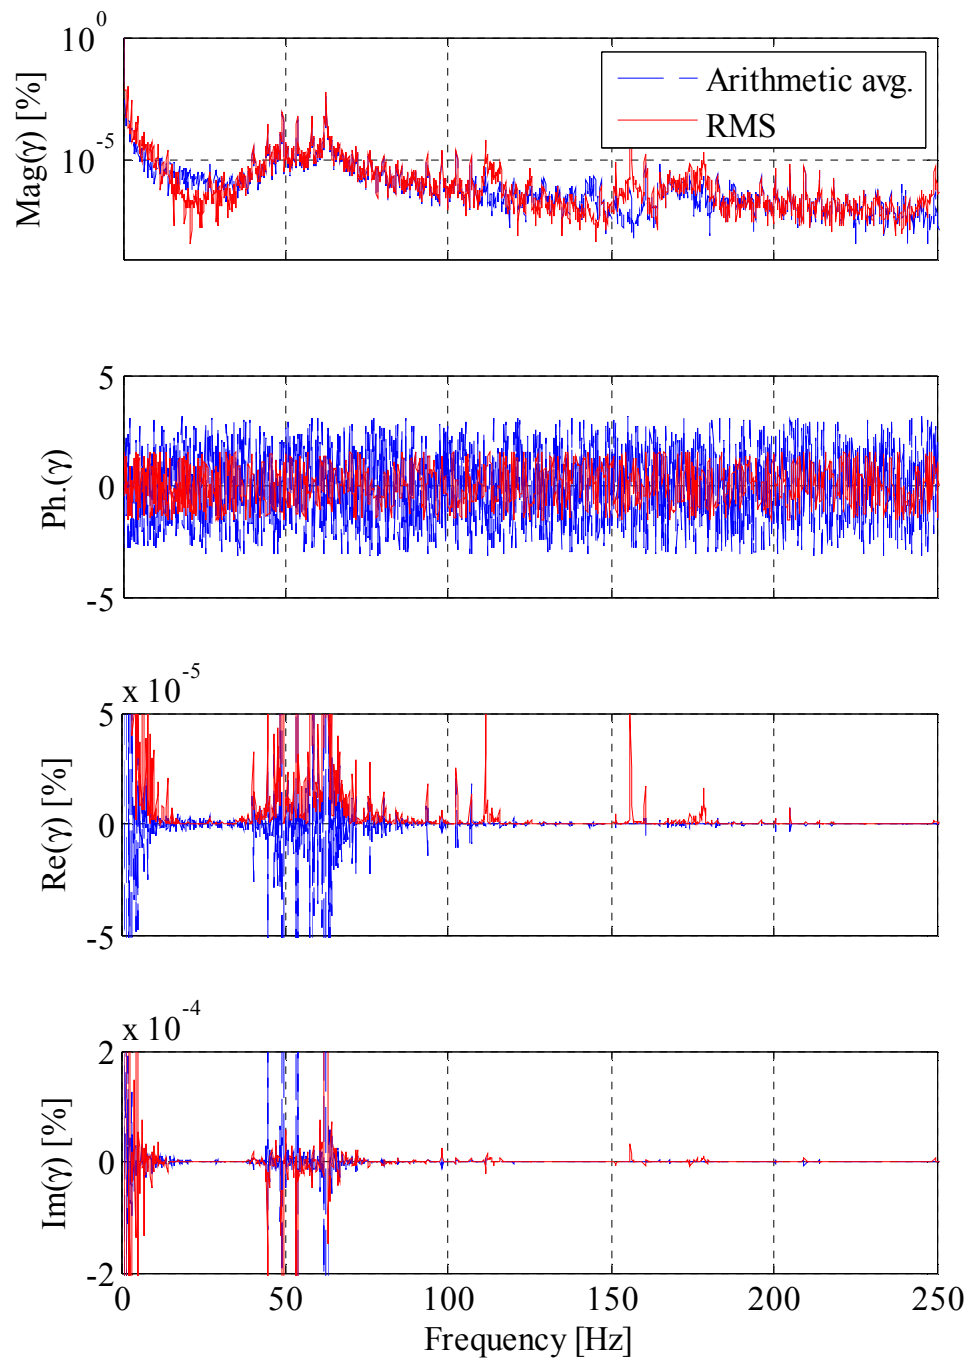 10^0
10^-5
Mag(γ) [%]
Arithmetic avg.
RMS
5
0
-5
Ph.(γ)
x 10^-5
5
0
-5
Re(γ) [%]
x 10^-4
2
0
-2
Im(γ) [%]
0 50 100 150 200 250
Frequency [Hz]